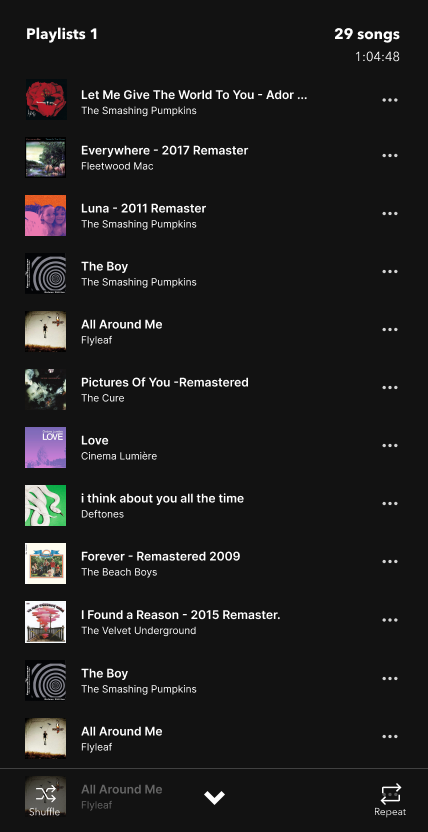 Playlists 1
29 songs
1:04:48
Let Me Give The World To You - Ador ...
The Smashing Pumpkins
Everywhere - 2017 Remaster
Fleetwood Mac
Luna - 2011 Remaster
The Smashing Pumpkins
The Boy
The Smashing Pumpkins
All Around Me
Flyleaf
Pictures Of You -Remastered
The Cure
LOVE
Love
Cinema Lumière
i think about you all the time
Deftones
Forever - Remastered 2009
The Beach Boys
I Found a Reason - 2015 Remaster.
The Velvet Underground
The Boy
The Smashing Pumpkins
All Around Me
Flyleaf
All Around Me
Flyleaf
Shuffle
Repeat